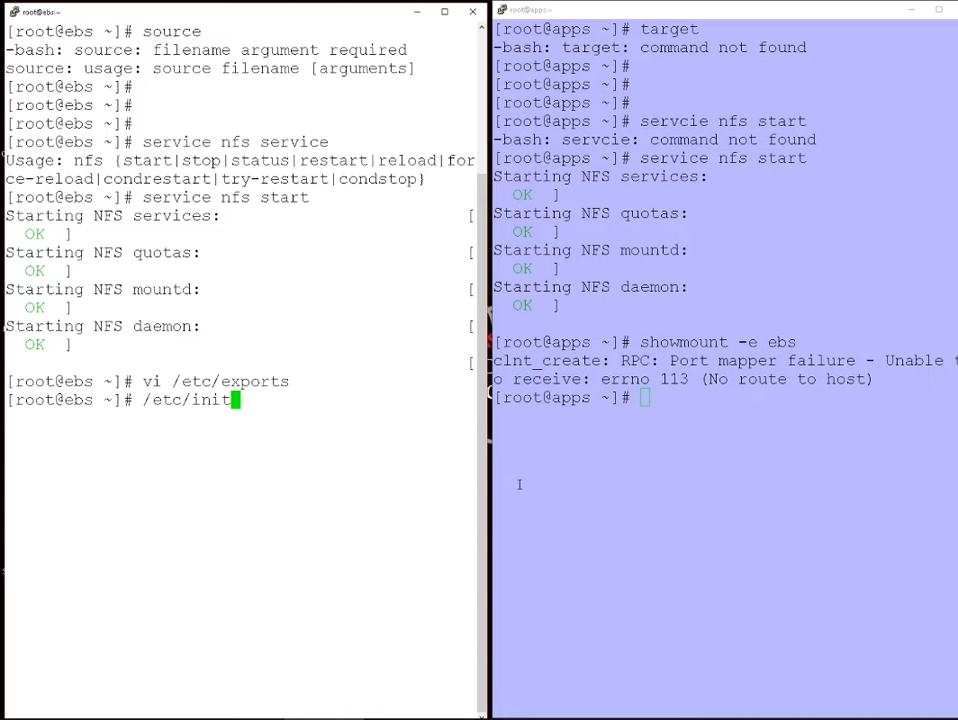 root@ebs:~
[root@ebs ~]# source
-bash: source: filename argument required
source: usage: source filename [arguments]
[root@ebs ~]#
[root@ebs ~]#
[root@ebs ~]#
[root@ebs ~]# service nfs service
Usage: nfs {start|stop|status|restart|reload|for
ce-reload|condrestart|try-restart|condstop}
[root@ebs ~]# service nfs start
Starting NFS services: [
OK ]
Starting NFS quotas: [
OK ]
Starting NFS mountd: [
OK ]
Starting NFS daemon: [
OK ]
[
[root@ebs ~]# vi /etc/exports
[root@ebs ~]# /etc/init
root@apps:~
[root@apps ~]# target
-bash: target: command not found
[root@apps ~]#
[root@apps ~]#
[root@apps ~]#
[root@apps ~]# servcie nfs start
-bash: servcie: command not found
[root@apps ~]# service nfs start
Starting NFS services:
OK ]
Starting NFS quotas:
OK ]
Starting NFS mountd:
OK ]
Starting NFS daemon:
OK ]
[root@apps ~]# showmount -e ebs
clnt_create: RPC: Port mapper failure - Unable t
o receive: errno 113 (No route to host)
[root@apps ~]#